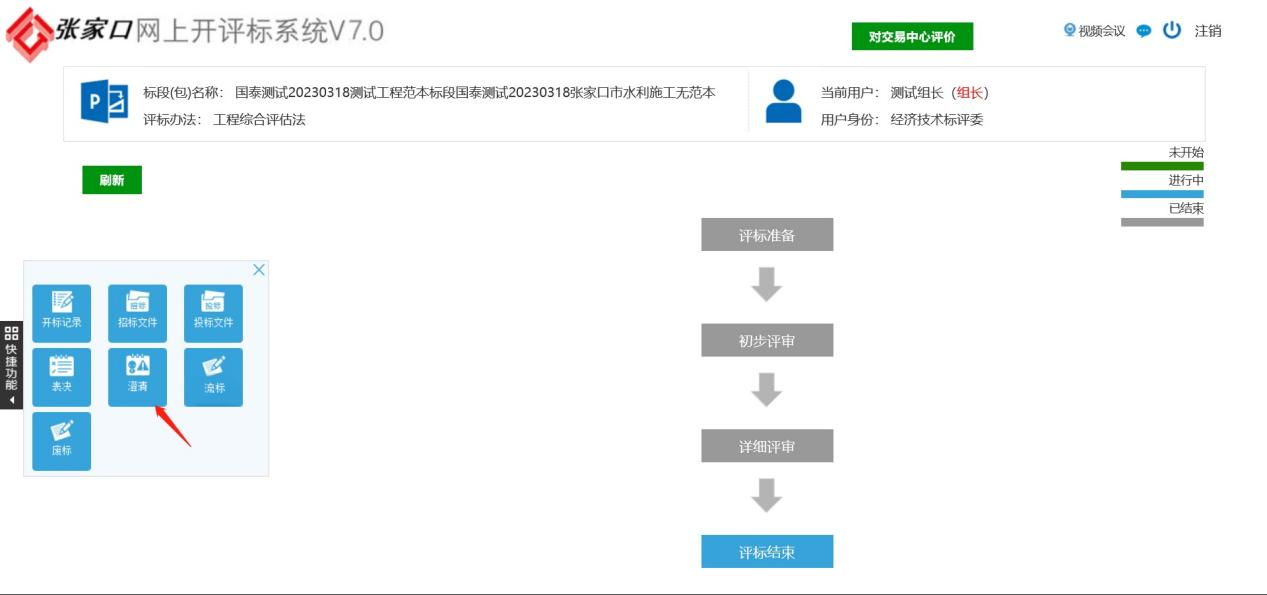 张家口网上开评标系统V7.0
对交易中心评价
视频会议
注销
标段(包)名称： 国泰测试20230318测试工程范本标段国泰测试20230318张家口市水利施工无范本
评标办法： 工程综合评估法
当前用户： 测试组长（组长）
用户身份： 经济技术标评委
未开始
进行中
已结束
刷新
评标准备
初步评审
详细评审
评标结束
快捷功能
开标记录
招标文件
投标文件
表决
澄清
流标
废标